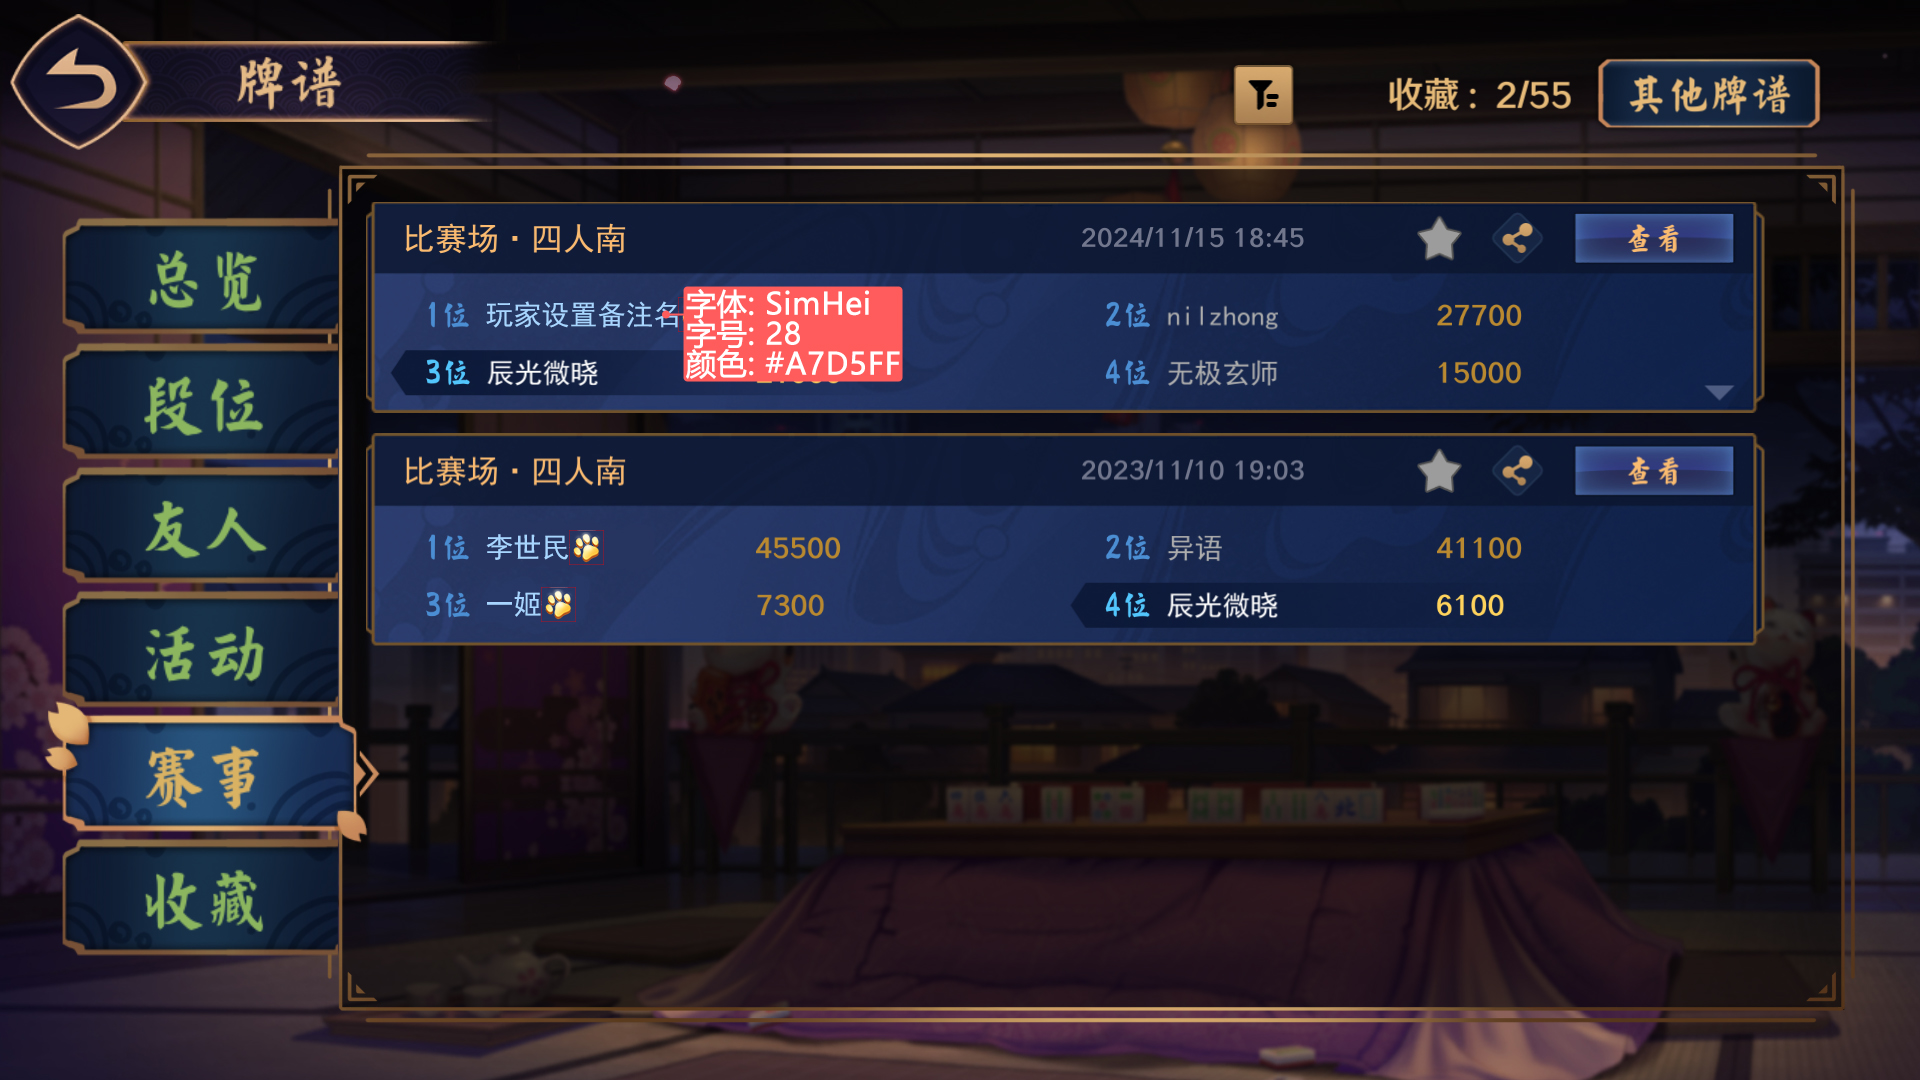 牌谱
收藏： 2/55
其他牌谱
总览
段位
友人
活动
赛事
收藏
比赛场·四人南 2024/11/15 18:45 查看
1位 玩家设置备注名
字体: SimHei
字号: 28
颜色: #A7D5FF
2位 nilzhong 27700
3位 辰光微晓
4位 无极玄师 15000
比赛场·四人南 2023/11/10 19:03 查看
1位 李世民 45500 2位 异语 41100
3位 一姬 7300 4位 辰光微晓 6100